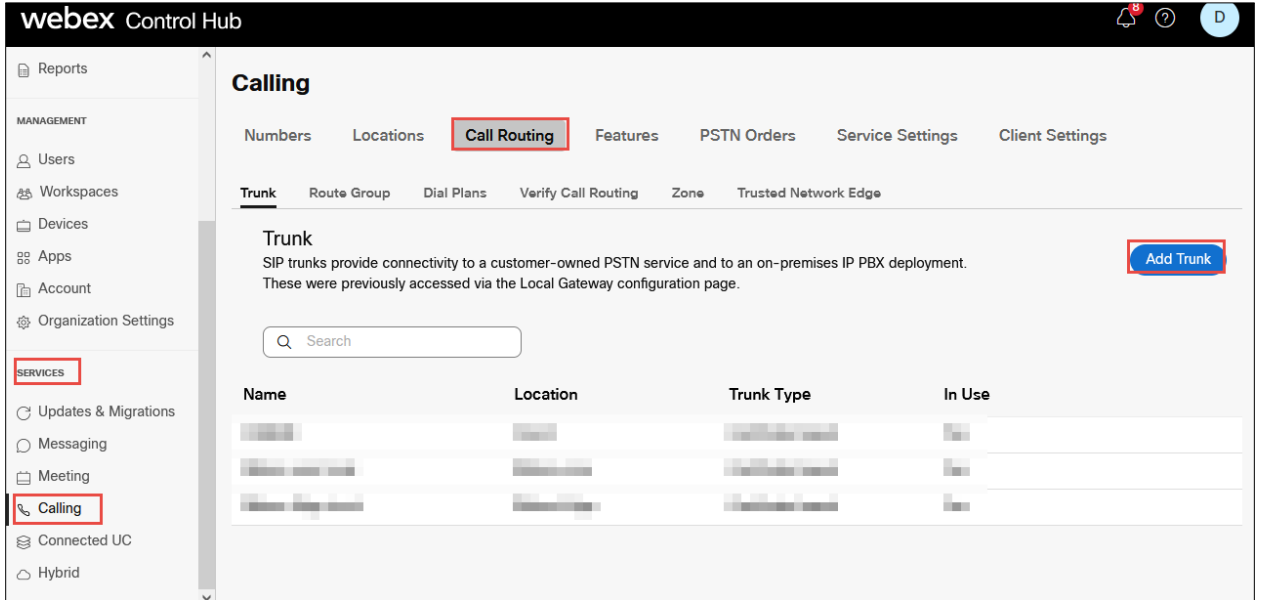 webex Control Hub
8
D
Reports
MANAGEMENT
Users
Workspaces
Devices
Apps
Account
Organization Settings
SERVICES
Updates & Migrations
Messaging
Meeting
Calling
Connected UC
Hybrid
Calling
Numbers Locations Call Routing Features PSTN Orders Service Settings Client Settings
Trunk Route Group Dial Plans Verify Call Routing Zone Trusted Network Edge
Trunk
SIP trunks provide connectivity to a customer-owned PSTN service and to an on-premises IP PBX deployment.
These were previously accessed via the Local Gateway configuration page.
Add Trunk
Search
Name Location Trunk Type In Use